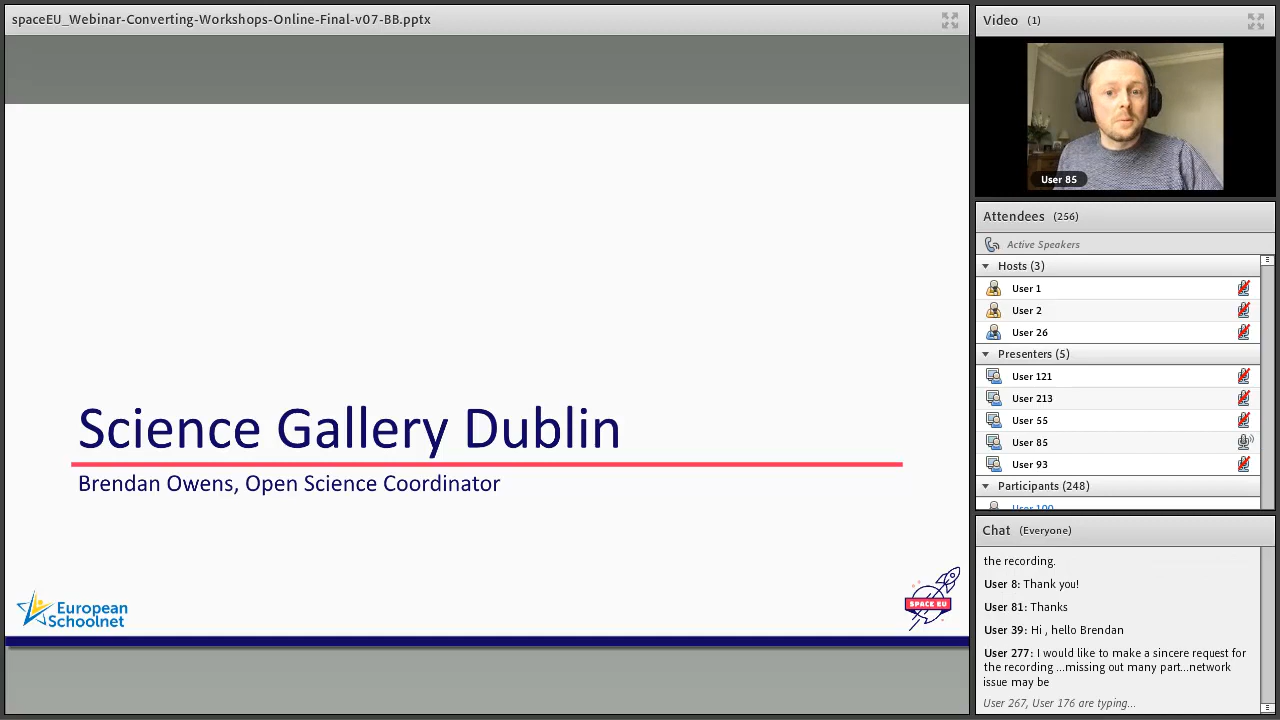 spaceEU_Webinar-Converting-Workshops-Online-Final-v07-BB.pptx
Science Gallery Dublin
Brendan Owens, Open Science Coordinator
European
Schoolnet
SPACE EU
Video (1)
User 85
Attendees (256)
Active Speakers
Hosts (3)
User 1
User 2
User 26
Presenters (5)
User 121
User 213
User 55
User 85
User 93
Participants (248)
User 100
Chat (Everyone)
the recording.
User 8: Thank you!
User 81: Thanks
User 39: Hi , hello Brendan
User 277: I would like to make a sincere request for
the recording ...missing out many part...network
issue may be
User 267, User 176 are typing...